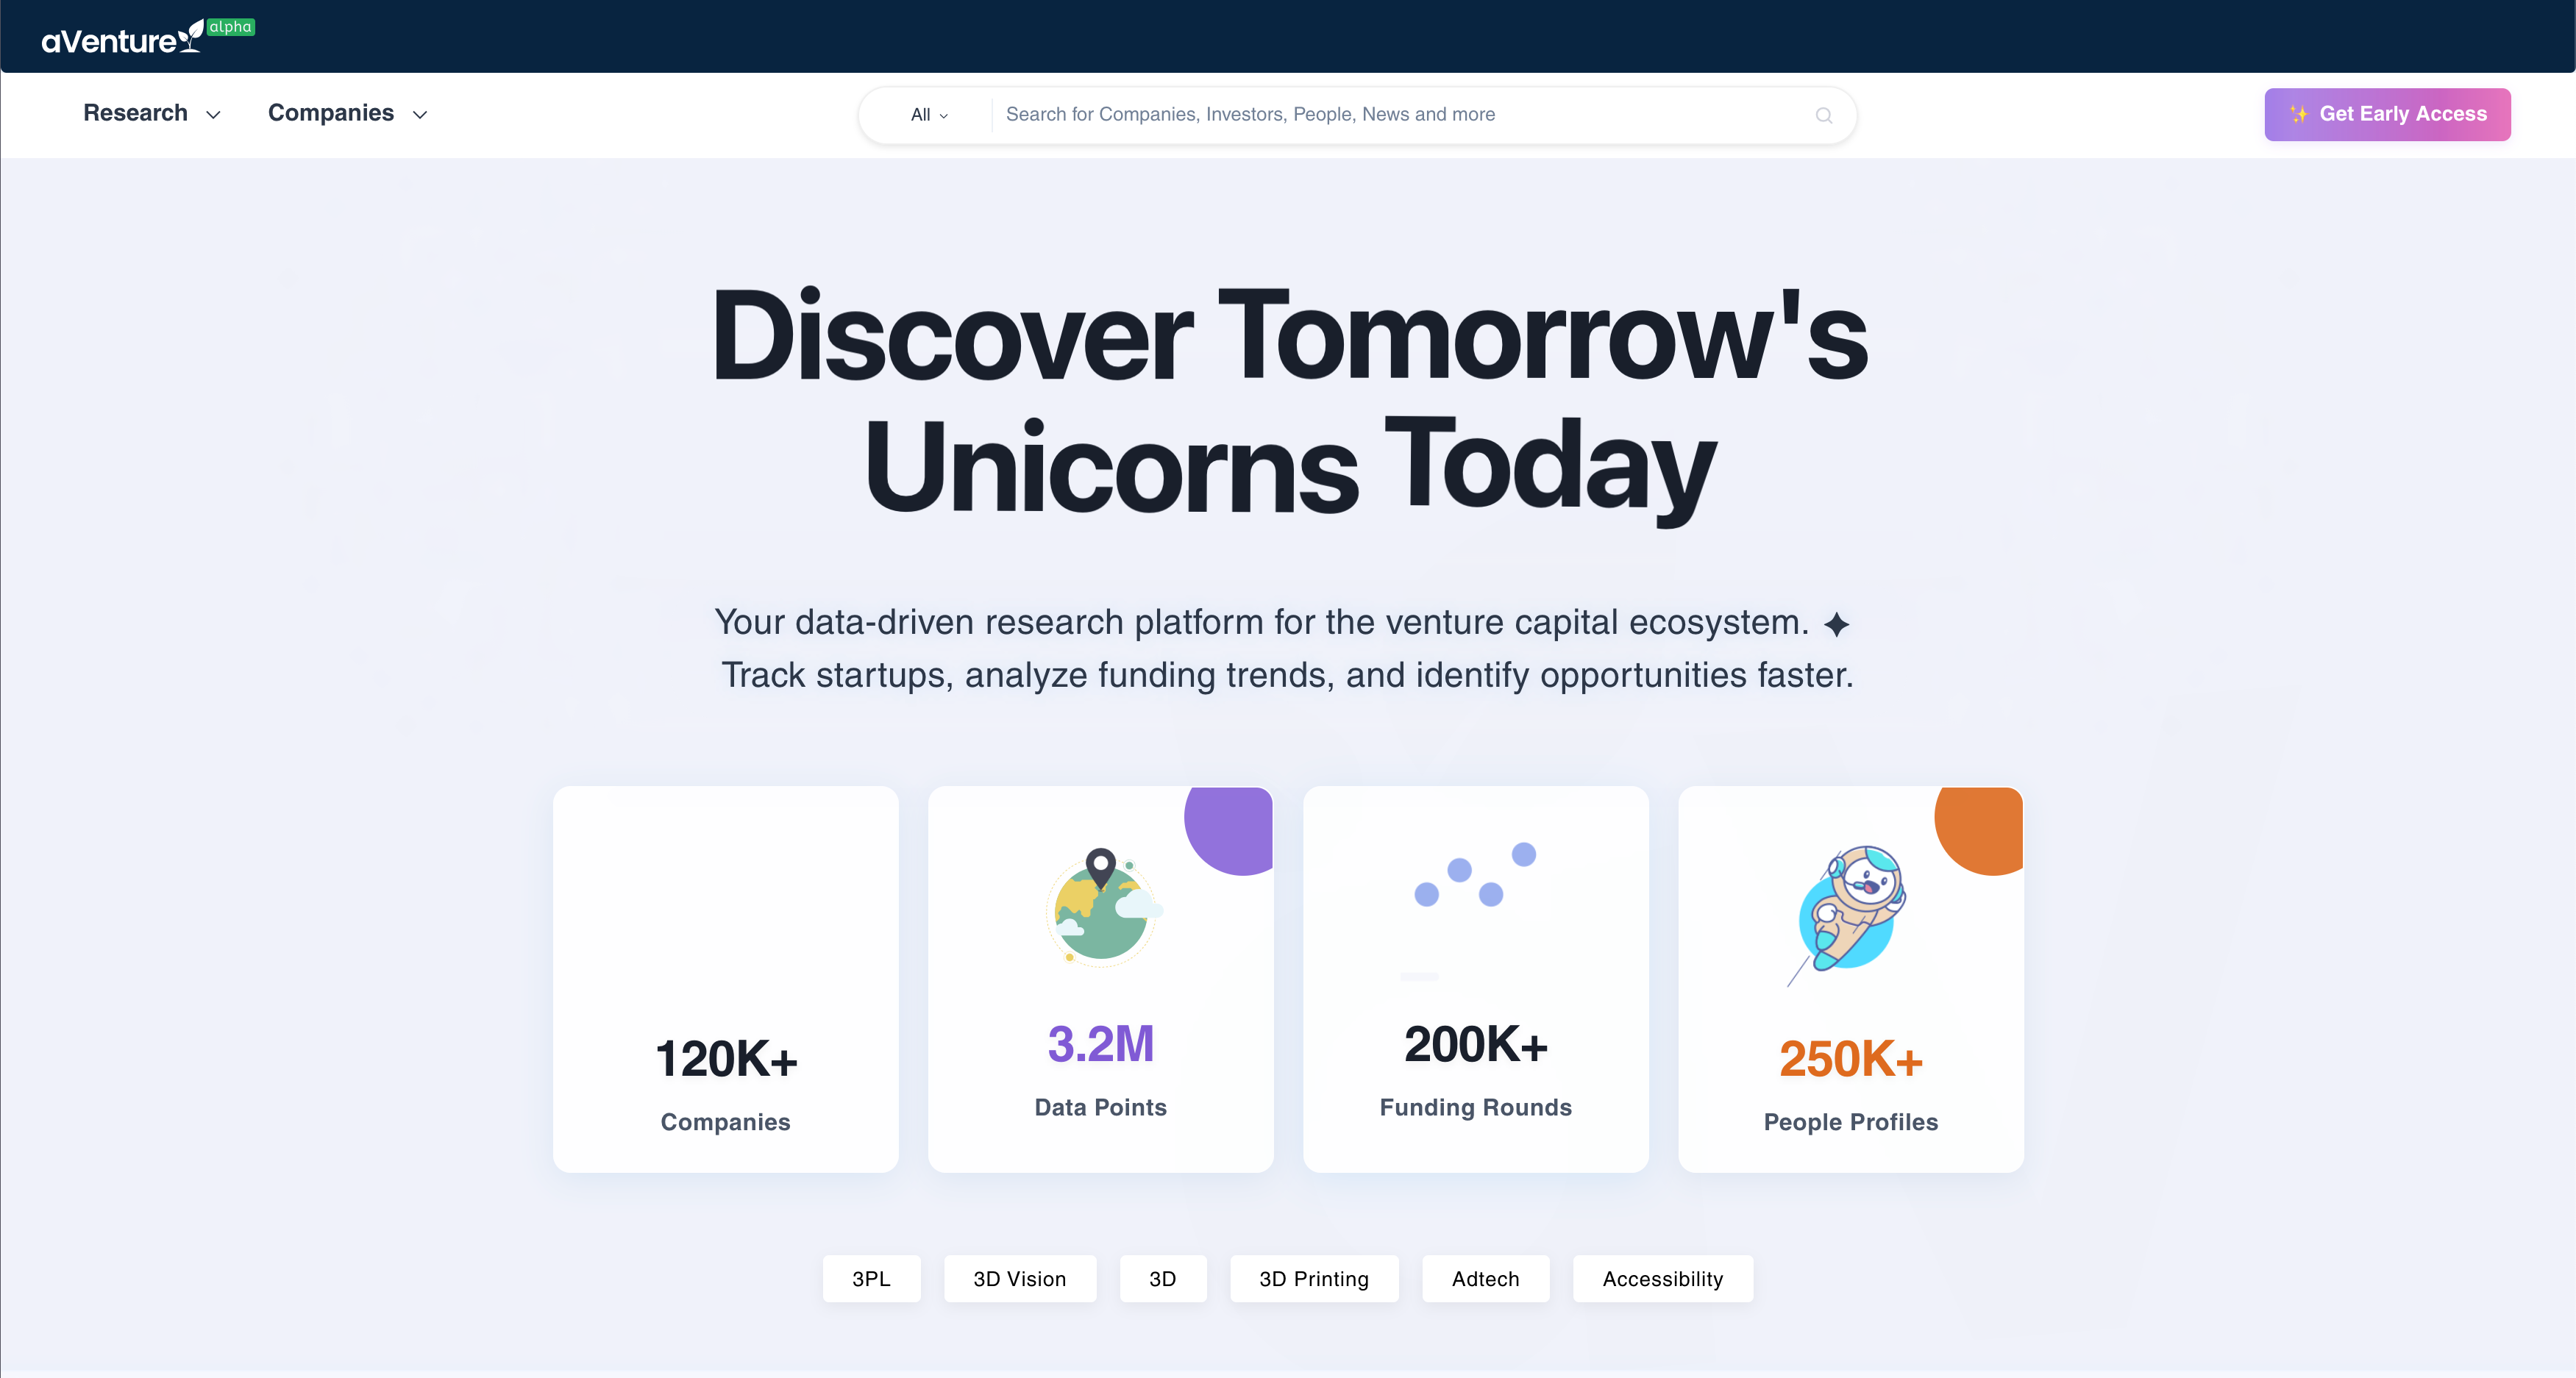 aVenture alpha
Research Companies All Search for Companies, Investors, People, News and more ✨ Get Early Access
Discover Tomorrow's
Unicorns Today
Your data-driven research platform for the venture capital ecosystem. ✦
Track startups, analyze funding trends, and identify opportunities faster.
120K+
Companies
3.2M
Data Points
200K+
Funding Rounds
250K+
People Profiles
3PL 3D Vision 3D 3D Printing Adtech Accessibility